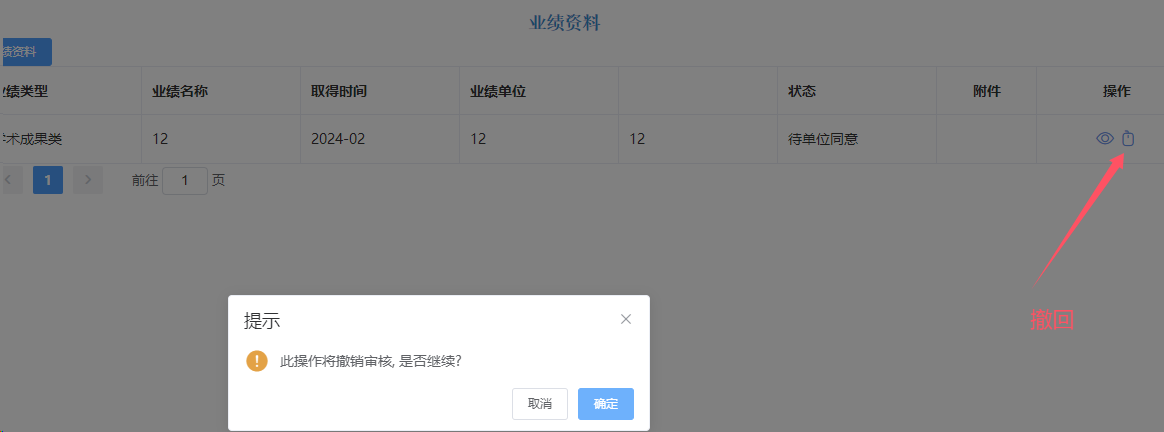 业绩资料
绩资料
业绩类型 业绩名称 取得时间 业绩单位 状态 附件 操作
学术成果类 12 2024-02 12 12 待单位同意
1 前往 1 页
撤回
提示
此操作将撤销审核, 是否继续?
取消 确定